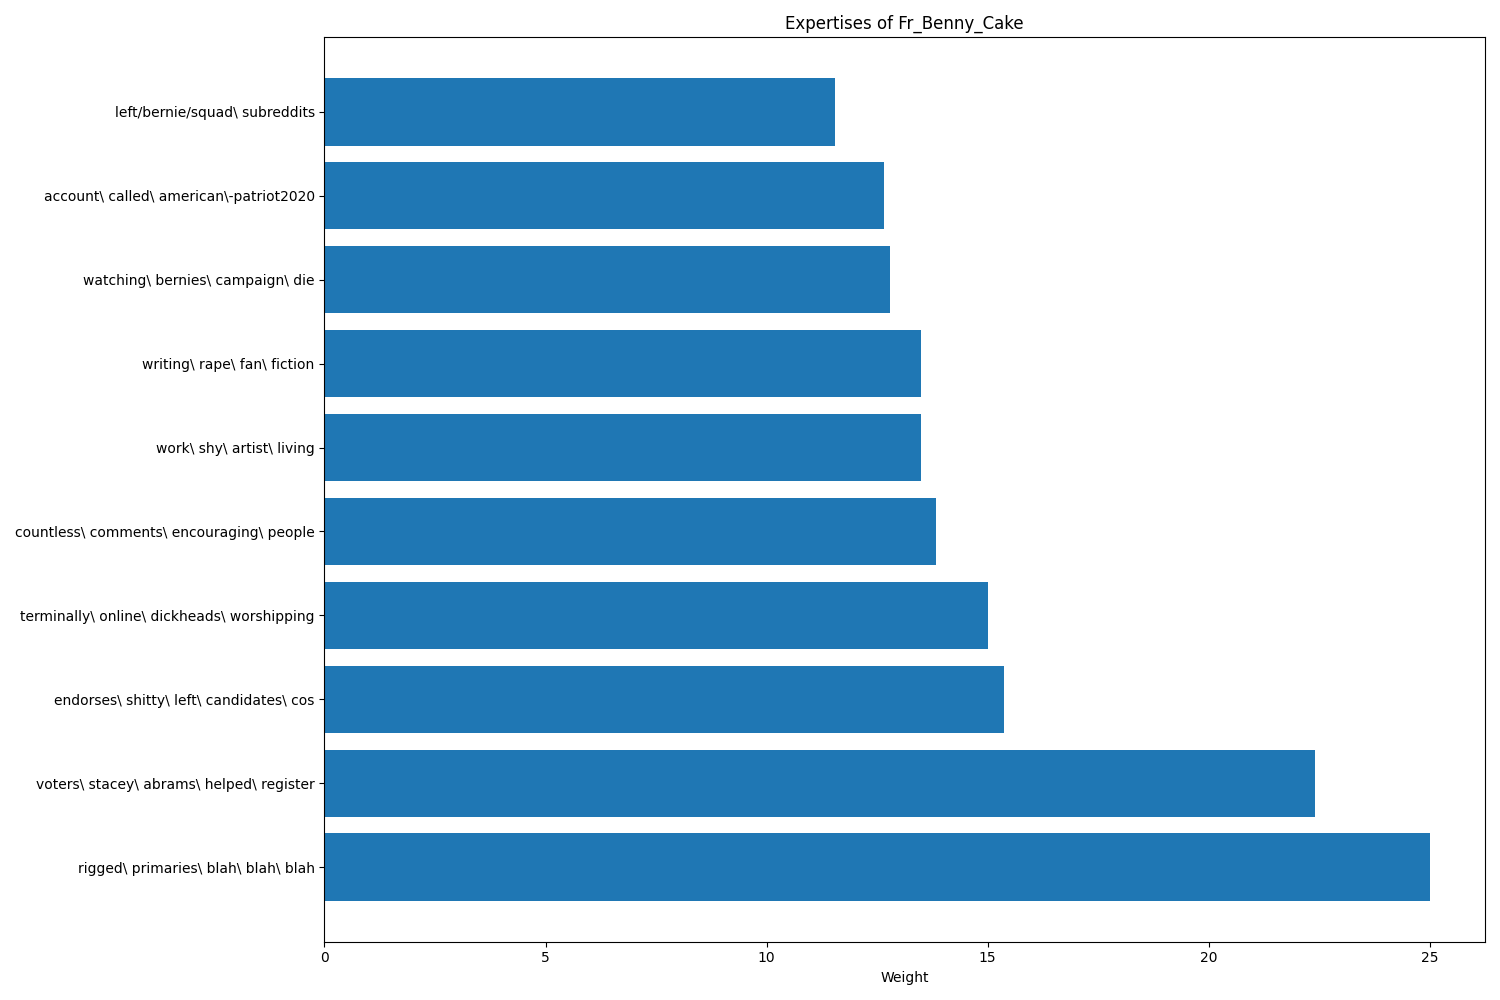 Expertises of Fr_Benny_Cake
left/bernie/squad\ subreddits
account\ called\ american\-patriot2020
watching\ bernies\ campaign\ die
writing\ rape\ fan\ fiction
work\ shy\ artist\ living
countless\ comments\ encouraging\ people
terminally\ online\ dickheads\ worshipping
endorses\ shitty\ left\ candidates\ cos
voters\ stacey\ abrams\ helped\ register
rigged\ primaries\ blah\ blah\ blah
0 5 10 15 20 25
Weight